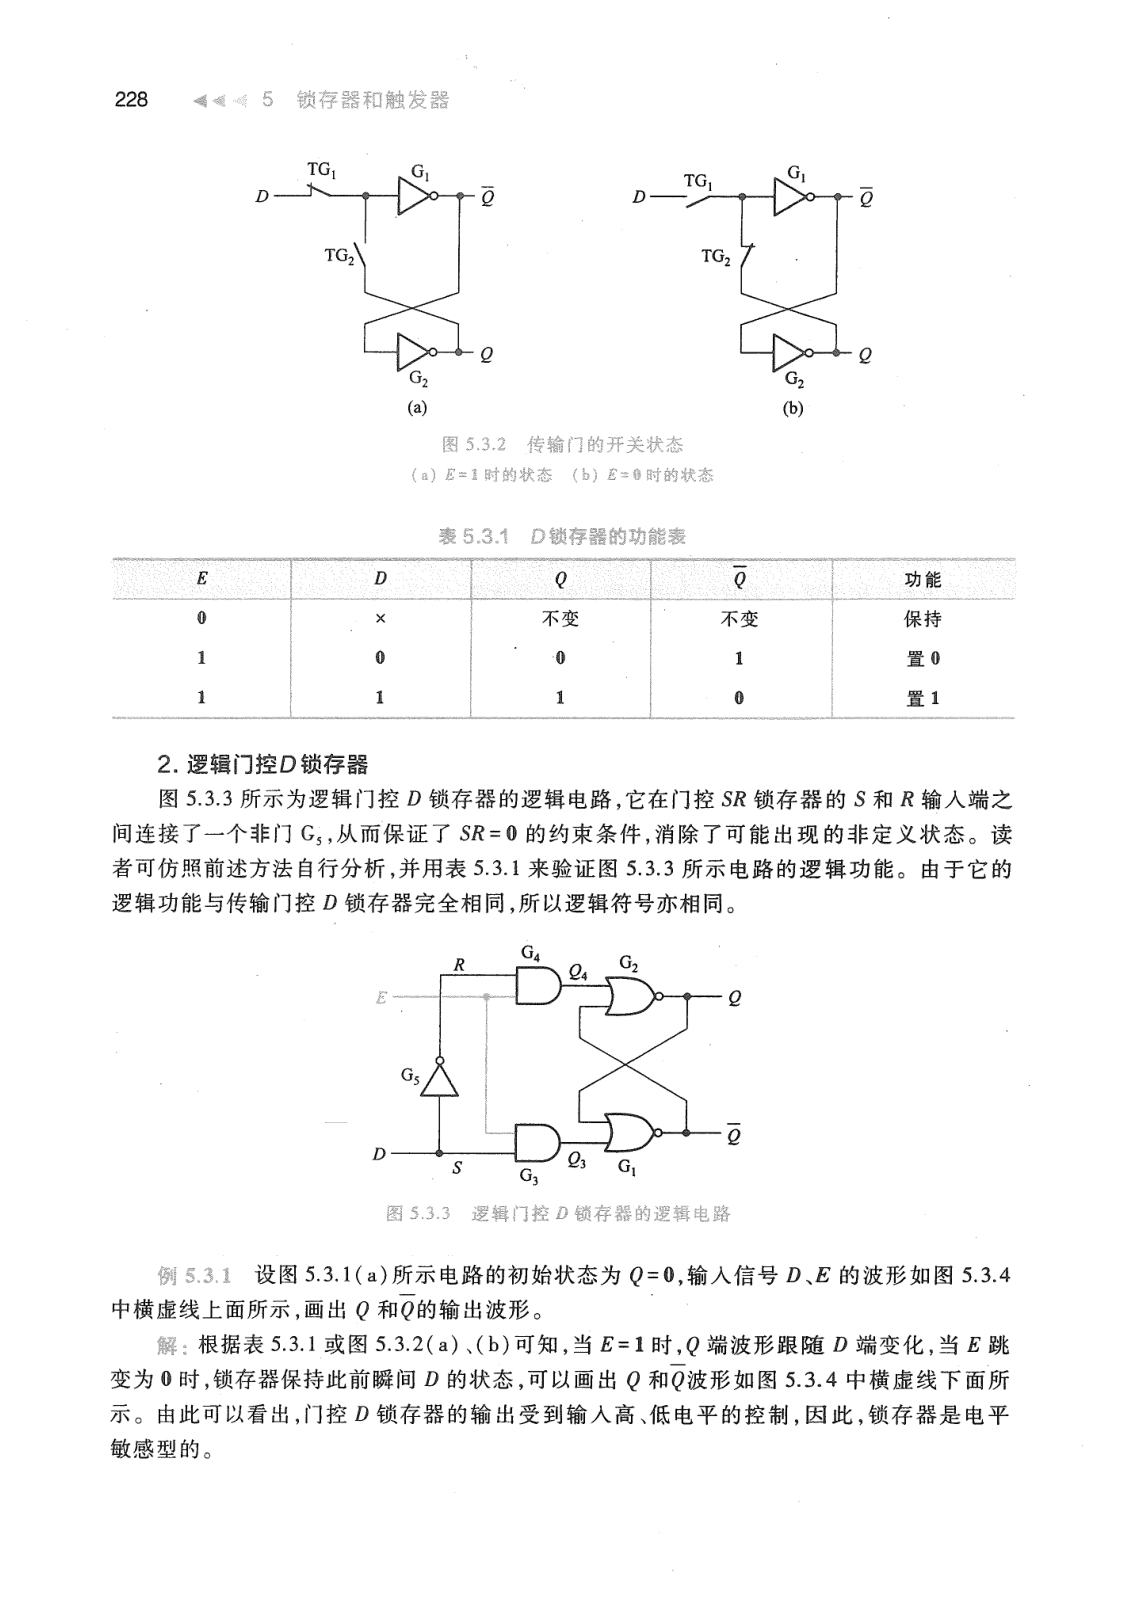 228 5 锁存器和触发器
TG₁ G₁ D Q̅ TG₂ Q G₂
(a)
TG₁ G₁ D Q̅ TG₂ Q G₂
(b)
图 5.3.2 传输门的开关状态
(a) E=1时的状态 (b) E=0时的状态
表 5.3.1 D锁存器的功能表
E D Q Q̅ 功能
0 × 不变 不变 保持
1 0 0 1 置 0
1 1 1 0 置 1
2. 逻辑门控D锁存器
图 5.3.3 所示为逻辑门控 D 锁存器的逻辑电路,它在门控 SR 锁存器的 S 和 R 输入端之
间连接了一个非门 G₅,从而保证了 SR=0 的约束条件,消除了可能出现的非定义状态。读
者可仿照前述方法自行分析,并用表 5.3.1 来验证图 5.3.3 所示电路的逻辑功能。由于它的
逻辑功能与传输门控 D 锁存器完全相同,所以逻辑符号亦相同。
R G₄ Q₄ G₂
E Q
G₅
D S G₃ Q₃ G₁ Q̅
图 5.3.3 逻辑门控 D 锁存器的逻辑电路
例 5.3.1 设图 5.3.1(a)所示电路的初始状态为 Q=0,输入信号 D、E 的波形如图 5.3.4
中横虚线上面所示,画出 Q 和Q̅的输出波形。
解:根据表 5.3.1 或图 5.3.2(a)、(b)可知,当 E=1 时,Q 端波形跟随 D 端变化,当 E 跳
变为 0 时,锁存器保持此前瞬间 D 的状态,可以画出 Q 和Q̅波形如图 5.3.4 中横虚线下面所
示。由此可以看出,门控 D 锁存器的输出受到输入高、低电平的控制,因此,锁存器是电平
敏感型的。